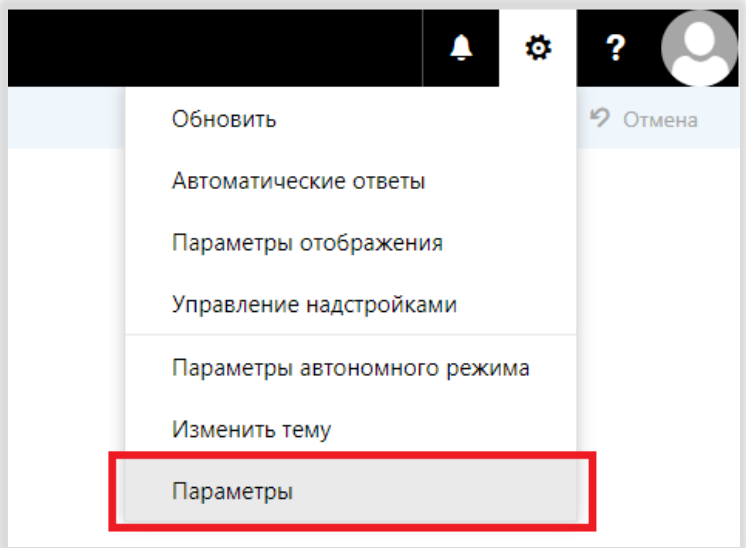 ?
Обновить
Отмена
Автоматические ответы
Параметры отображения
Управление надстройками
Параметры автономного режима
Изменить тему
Параметры